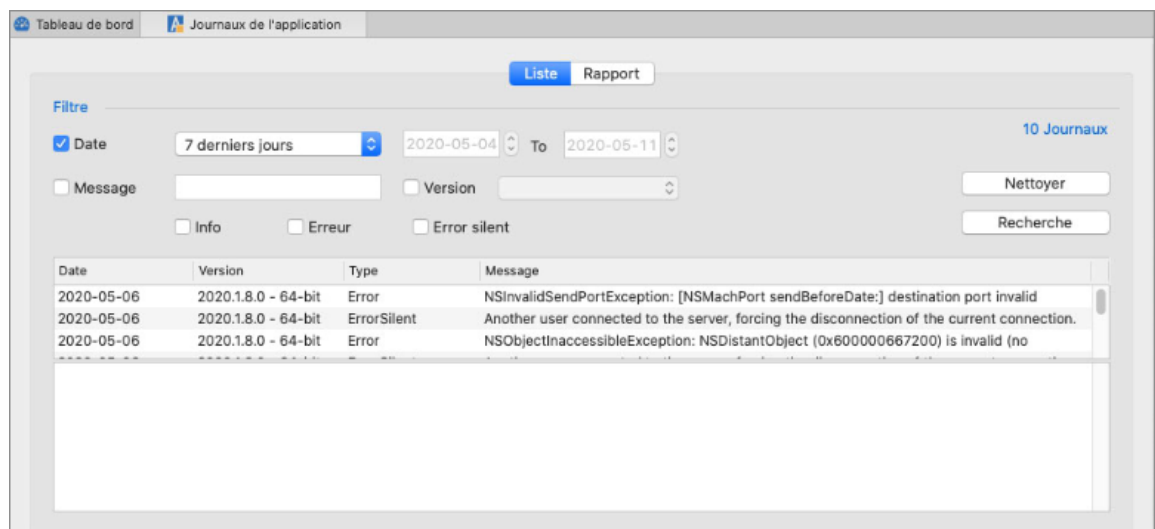 Tableau de bord Journaux de l'application
Liste Rapport
Filtre
10 Journaux
Date 7 derniers jours 2020-05-04 To 2020-05-11
Message Version Nettoyer
Info Erreur Error silent Recherche
Date Version Type Message
2020-05-06 2020.1.8.0 - 64-bit Error NSInvalidSendPortException: [NSMachPort sendBeforeDate:] destination port invalid
2020-05-06 2020.1.8.0 - 64-bit ErrorSilent Another user connected to the server, forcing the disconnection of the current connection.
2020-05-06 2020.1.8.0 - 64-bit Error NSObjectInaccessibleException: NSDistantObject (0x600000667200) is invalid (no